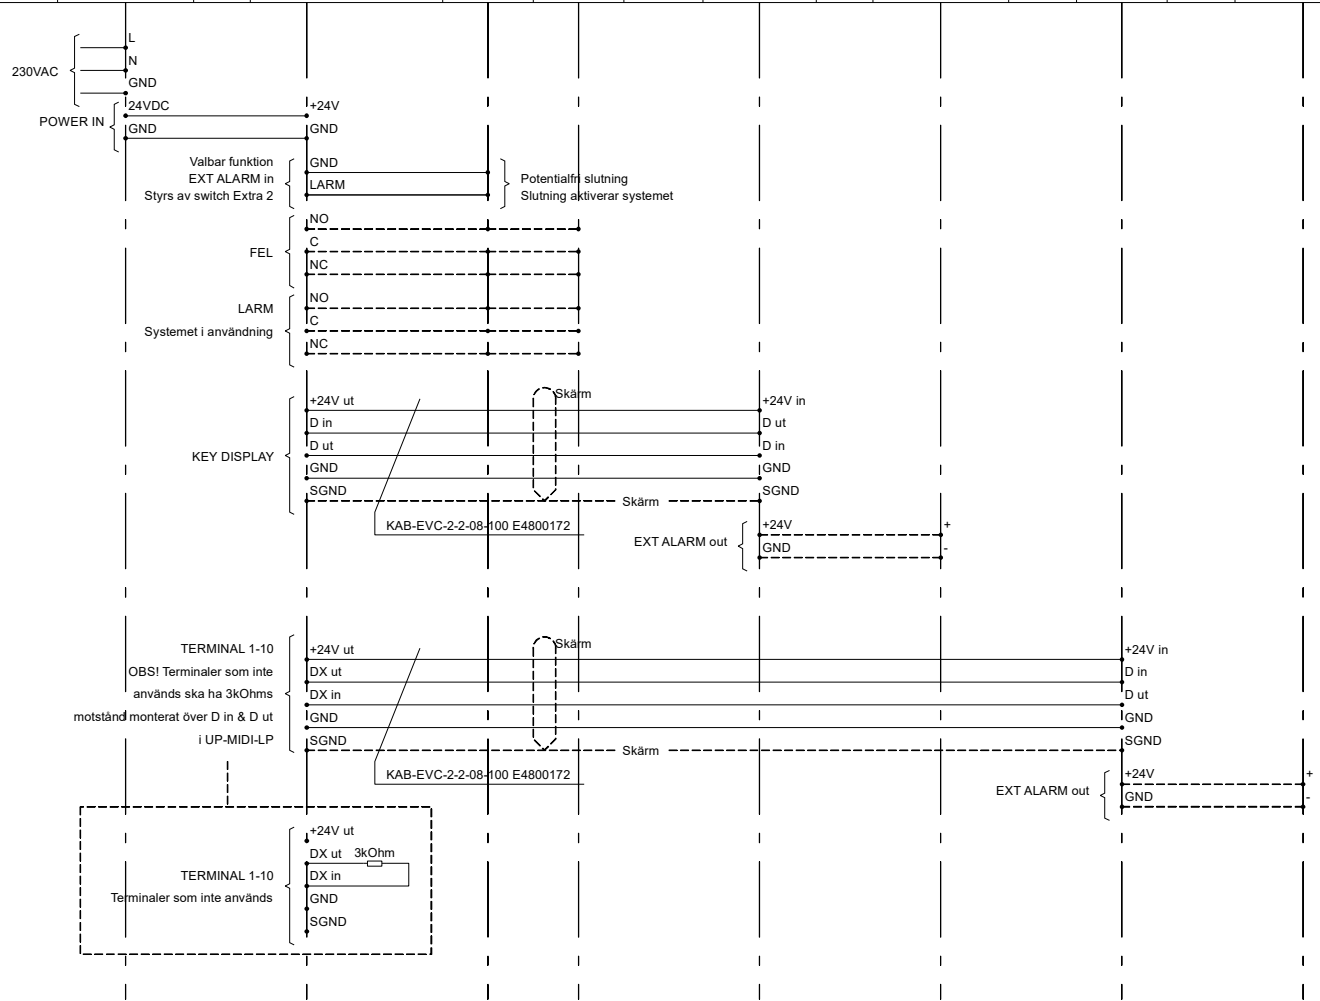 L
N
230VAC
GND
24VDC
+24V
POWER IN
GND
GND
Valbar funktion
GND
EXT ALARM in
LARM
Potentialfri slutning
Styrs av switch Extra 2
Slutning aktiverar systemet
NO
C
FEL
NC
NO
LARM
C
Systemet i användning
NC
Skärm
+24V ut
+24V in
D in
D ut
D ut
D in
KEY DISPLAY
GND
GND
SGND
SGND
Skärm
KAB-EVC-2-2-08-100 E4800172
+24V
+
EXT ALARM out
GND
-
Skärm
TERMINAL 1-10
+24V ut
+24V in
OBS! Terminaler som inte
DX ut
D in
används ska ha 3kOhms
DX in
D ut
motstånd monterat över D in & D ut
GND
GND
i UP-MIDI-LP
SGND
SGND
Skärm
KAB-EVC-2-2-08-100 E4800172
+24V
+
EXT ALARM out
GND
-
+24V ut
DX ut
3kOhm
TERMINAL 1-10
DX in
Terminaler som inte används
GND
SGND